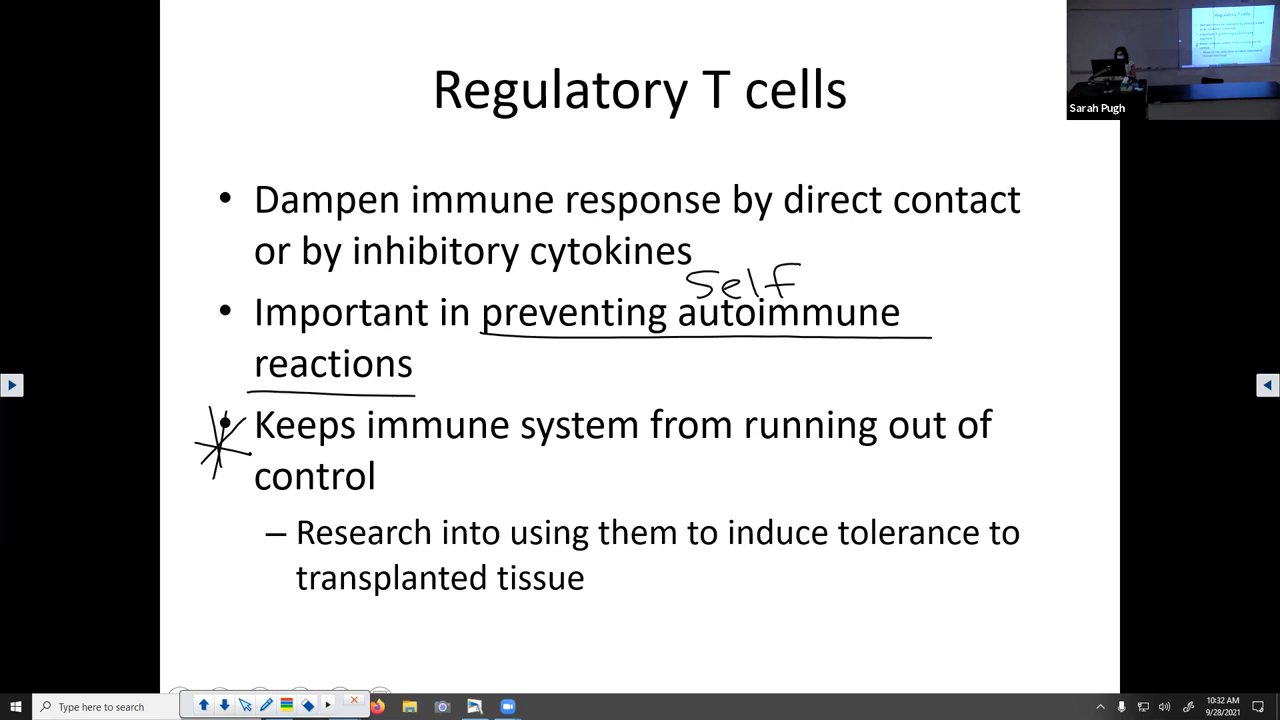 Regulatory T cells
Sarah Pugh
• Dampen immune response by direct contact
or by inhibitory cytokines
self
• Important in preventing autoimmune
reactions
• Keeps immune system from running out of
control
– Research into using them to induce tolerance to
transplanted tissue
Type here to search
10:32 AM
9/28/2021